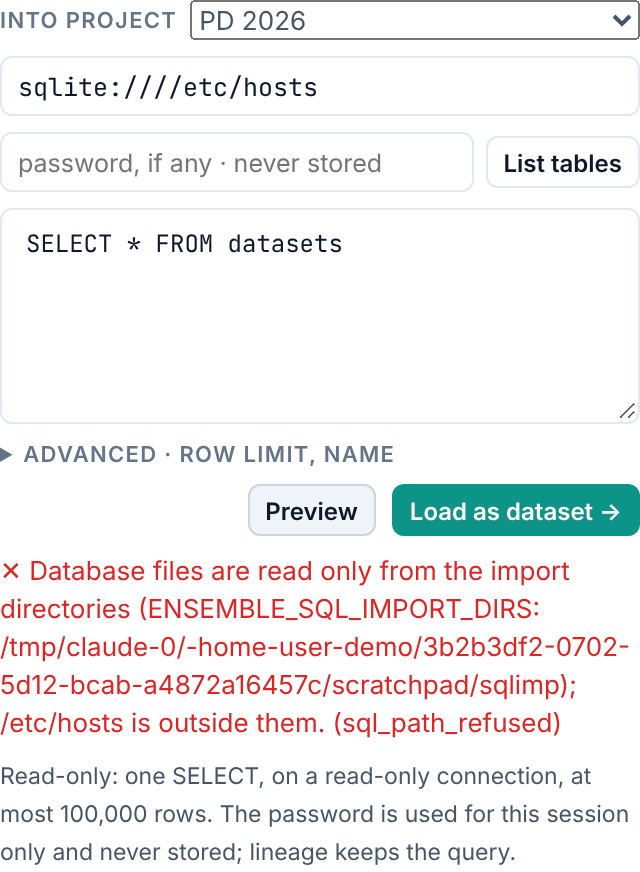 INTO PROJECT PD 2026
sqlite:////etc/hosts
password, if any · never stored List tables
SELECT * FROM datasets
▶ ADVANCED · ROW LIMIT, NAME
Preview Load as dataset →
✕ Database files are read only from the import
directories (ENSEMBLE_SQL_IMPORT_DIRS:
/tmp/claude-0/-home-user-demo/3b2b3df2-0702-
5d12-bcab-a4872a16457c/scratchpad/sqlimp);
/etc/hosts is outside them. (sql_path_refused)
Read-only: one SELECT, on a read-only connection, at
most 100,000 rows. The password is used for this session
only and never stored; lineage keeps the query.